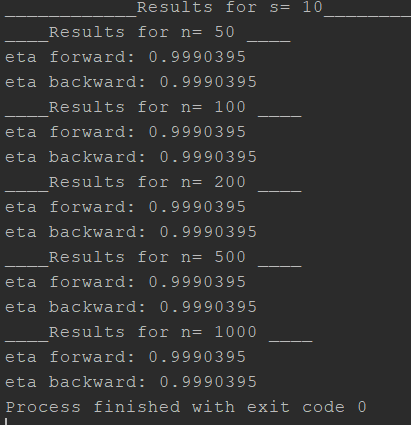 ____________Results for s= 10________
____Results for n= 50 ____
eta forward: 0.9990395
eta backward: 0.9990395
____Results for n= 100 ____
eta forward: 0.9990395
eta backward: 0.9990395
____Results for n= 200 ____
eta forward: 0.9990395
eta backward: 0.9990395
____Results for n= 500 ____
eta forward: 0.9990395
eta backward: 0.9990395
____Results for n= 1000 ____
eta forward: 0.9990395
eta backward: 0.9990395
Process finished with exit code 0